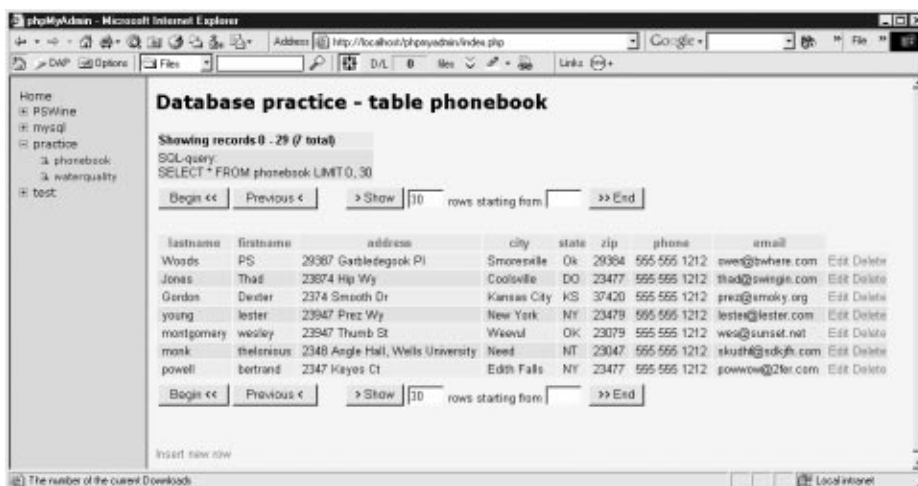 phpMyAdmin - Microsoft Internet Explorer
Address http://localhost/phpmyadmin/index.php Google File
DAP Options Files D/L 0 files Links
Home
PSWine
mysql
practice
phonebook
waterquality
test
Database practice - table phonebook
Showing records 0 - 29 (7 total)
SQL-query:
SELECT * FROM phonebook LIMIT 0, 30
Begin << Previous < > Show 30 rows starting from >> End
lastname firstname address city state zip phone email
Woods PS 29387 Garbledegook Pl Smoresville Ok 29384 555 555 1212 Edit Delete
Jones Thad 23874 Hip Wy Coolsville DO 23477 555 555 1212 thad@swingin.com Edit Delete
Gordon Dexter 2374 Smooth Dr Kansas City KS 37420 555 555 1212 prez@smoky.org Edit Delete
young lester 23947 Prez Wy New York NY 23479 555 555 1212 lester@lester.com Edit Delete
montgomery wesley 23947 Thumb St Weevul OK 23079 555 555 1212 wes@sunset.net Edit Delete
monk thelonious 2348 Angle Hall, Wells University Need NT 23047 555 555 1212 Edit Delete
powell bertrand 2347 Keyes Ct Edith Falls NY 23477 555 555 1212 powwow@2fer.com Edit Delete
Begin << Previous < > Show 30 rows starting from >> End
Insert new row
The number of the current Downloads Local intranet